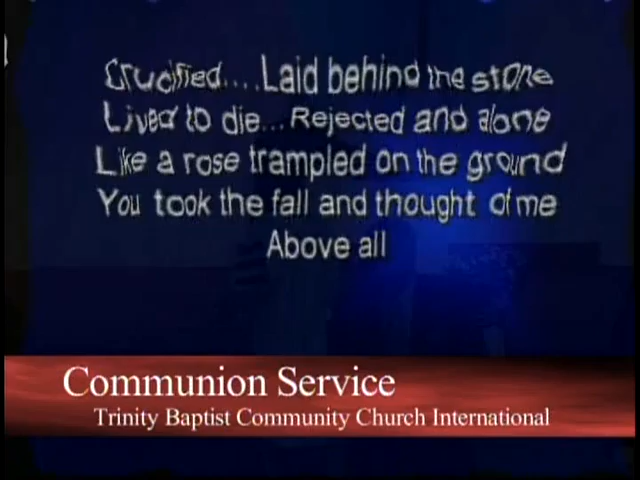 Crucified....Laid behind the stone
Lived to die... Rejected and alone
Like a rose trampled on the ground
You took the fall and thought of me
Above all
Communion Service
Trinity Baptist Community Church International